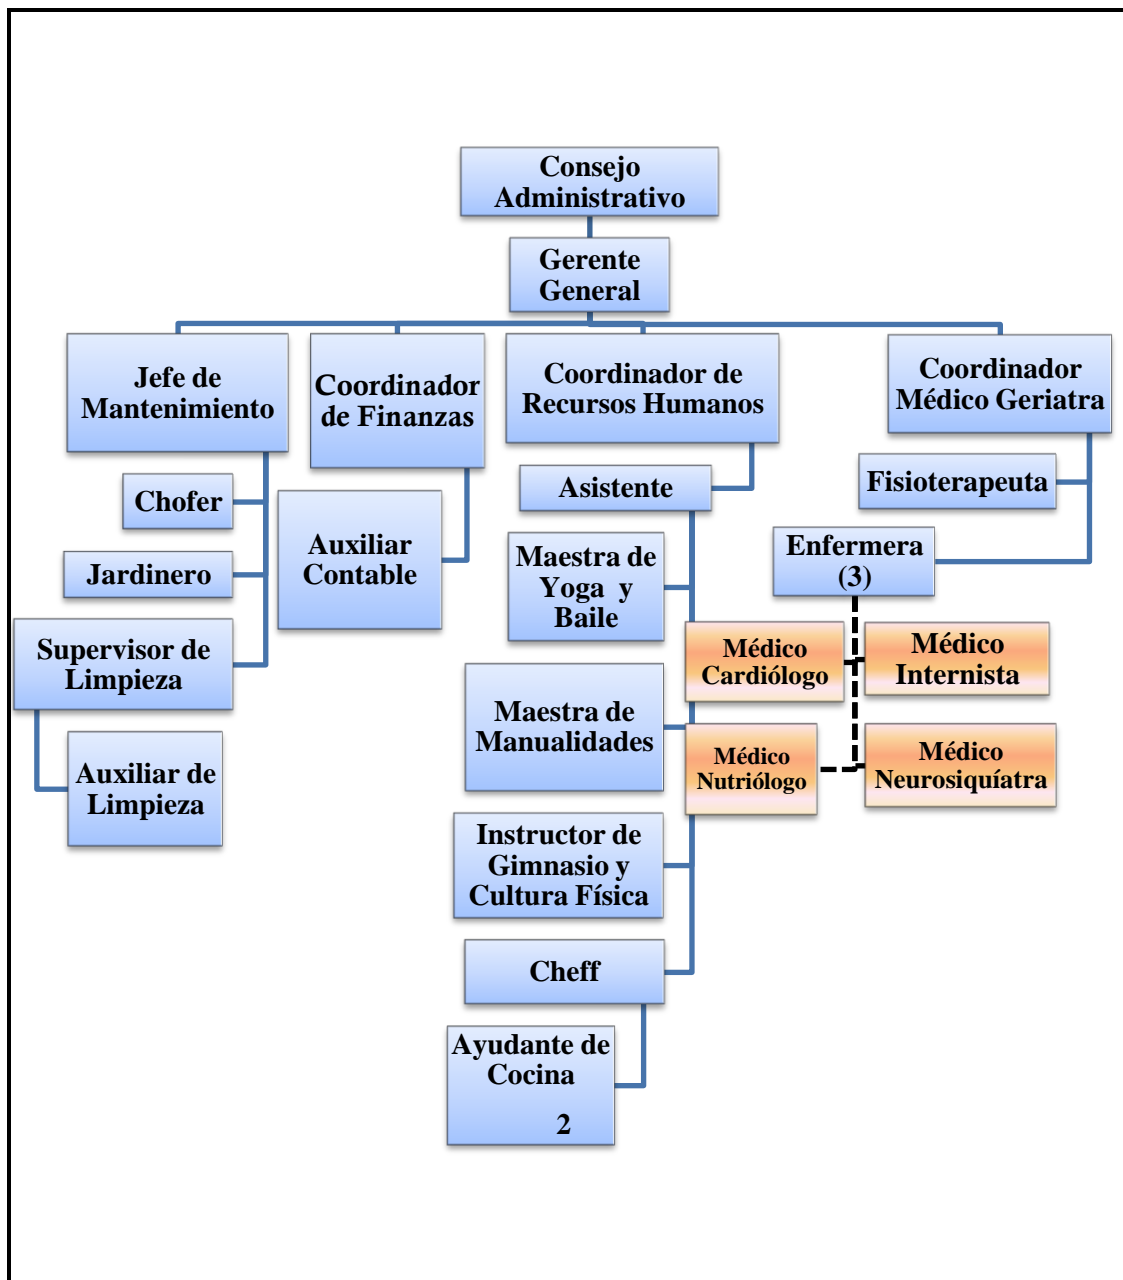 Consejo
Administrativo
Gerente
General
Jefe de
Mantenimiento
Coordinador
de Finanzas
Coordinador de
Recursos Humanos
Coordinador
Médico Geriatra
Chofer
Jardinero
Supervisor de
Limpieza
Auxiliar de
Limpieza
Auxiliar
Contable
Asistente
Maestra de
Yoga y
Baile
Maestra de
Manualidades
Instructor de
Gimnasio y
Cultura Física
Cheff
Ayudante de
Cocina
2
Fisioterapeuta
Enfermera
(3)
Médico
Cardiólogo
Médico
Internista
Médico
Nutriólogo
Médico
Neurosiquíatra